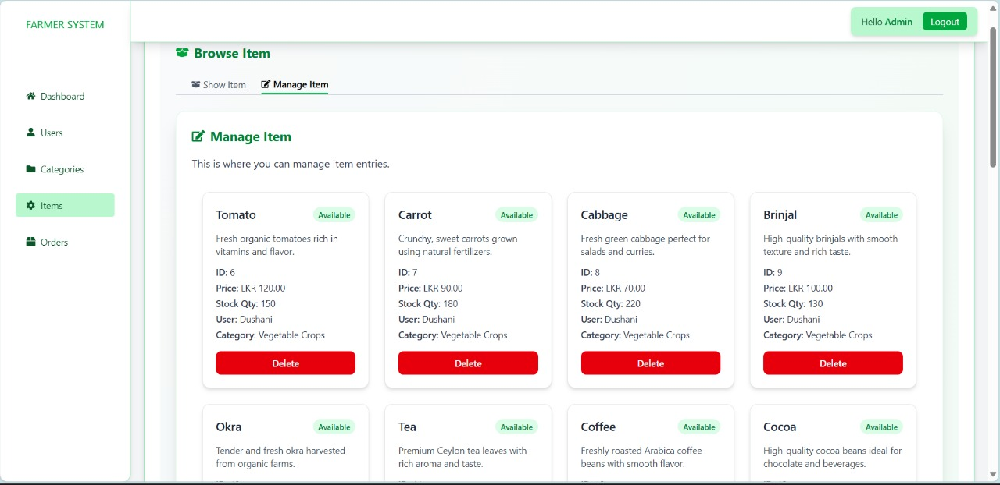 FARMER SYSTEM
Hello Admin Logout
Dashboard
Users
Categories
Items
Orders
Browse Item
Show Item Manage Item
Manage Item
This is where you can manage item entries.
Tomato Available
Fresh organic tomatoes rich in
vitamins and flavor.
ID: 6
Price: LKR 120.00
Stock Qty: 150
User: Dushani
Category: Vegetable Crops
Delete
Carrot Available
Crunchy, sweet carrots grown
using natural fertilizers.
ID: 7
Price: LKR 90.00
Stock Qty: 180
User: Dushani
Category: Vegetable Crops
Delete
Cabbage Available
Fresh green cabbage perfect for
salads and curries.
ID: 8
Price: LKR 70.00
Stock Qty: 220
User: Dushani
Category: Vegetable Crops
Delete
Brinjal Available
High-quality brinjals with smooth
texture and rich taste.
ID: 9
Price: LKR 100.00
Stock Qty: 130
User: Dushani
Category: Vegetable Crops
Delete
Okra Available
Tender and fresh okra harvested
from organic farms.
Tea Available
Premium Ceylon tea leaves with
rich aroma and taste.
Coffee Available
Freshly roasted Arabica coffee
beans with smooth flavor.
Cocoa Available
High-quality cocoa beans ideal for
chocolate and beverages.